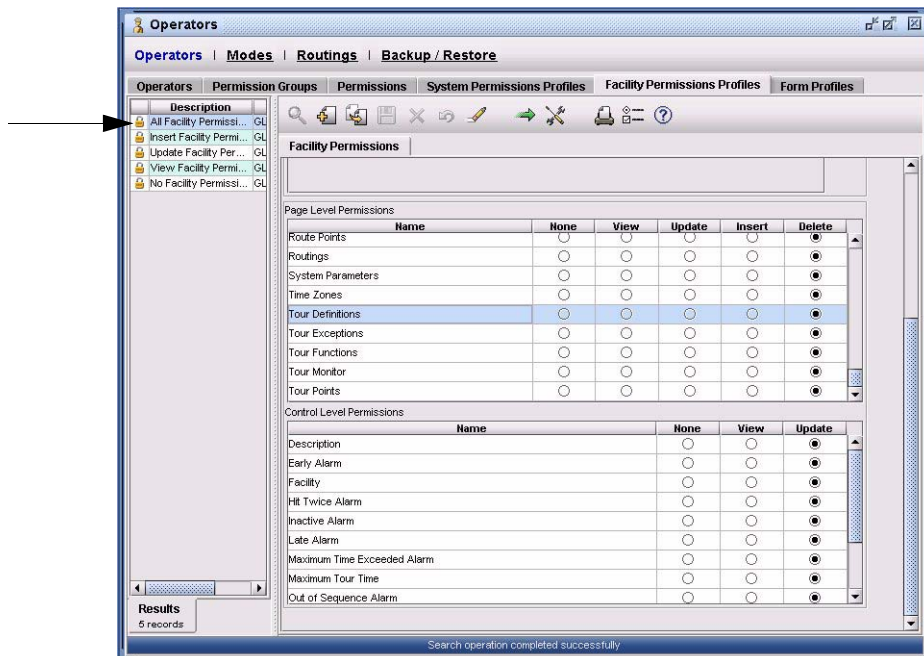 Operators
Operators | Modes | Routings | Backup / Restore
Operators Permission Groups Permissions System Permissions Profiles Facility Permissions Profiles Form Profiles
Description
All Facility Permissi... GL
Insert Facility Permi... GL
Update Facility Per... GL
View Facility Permi... GL
No Facility Permissi... GL
Facility Permissions
Page Level Permissions
Name None View Update Insert Delete
Route Points
Routings
System Parameters
Time Zones
Tour Definitions
Tour Exceptions
Tour Functions
Tour Monitor
Tour Points
Control Level Permissions
Name None View Update
Description
Early Alarm
Facility
Hit Twice Alarm
Inactive Alarm
Late Alarm
Maximum Time Exceeded Alarm
Maximum Tour Time
Out of Sequence Alarm
Results
5 records
Search operation completed successfully